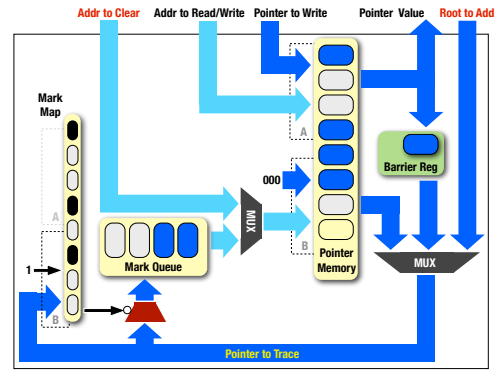 Addr to Clear
Addr to Read/Write
Pointer to Write
Pointer Value
Root to Add
Mark
Map
A
A
Barrier Reg
000
MUX
1
Mark Queue
B
Pointer
Memory
MUX
B
Pointer to Trace